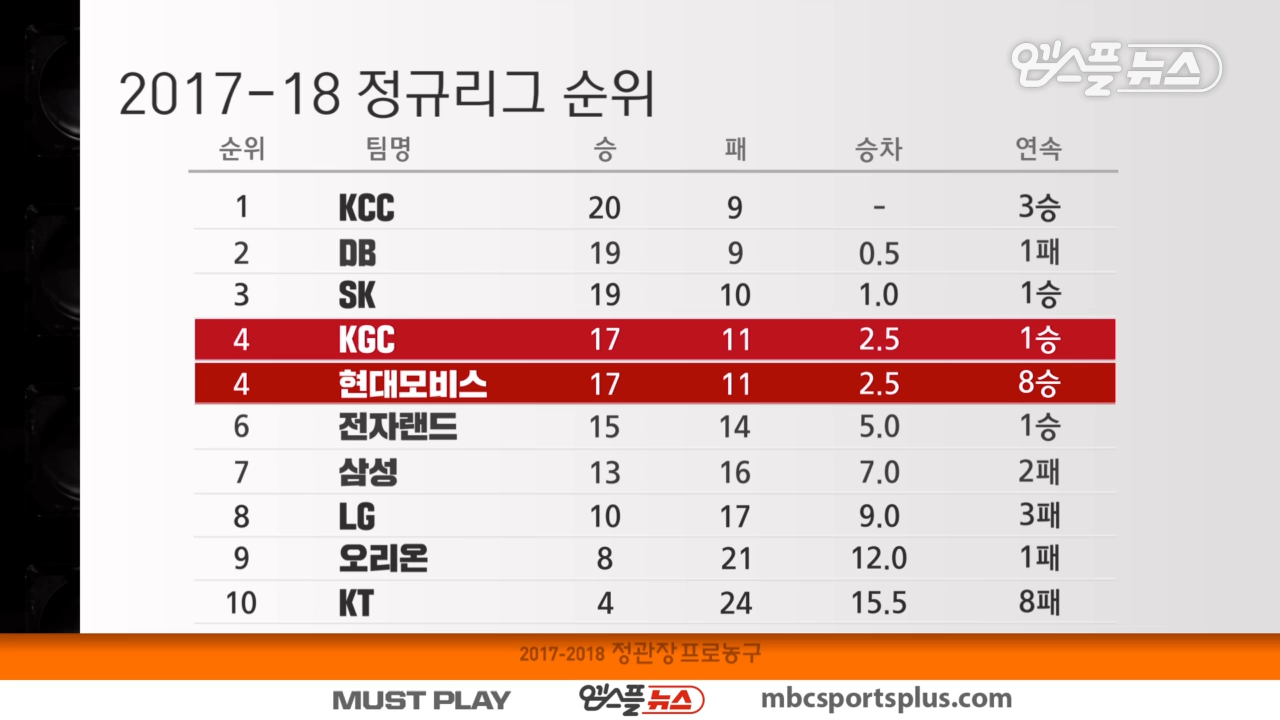 엠스플 뉴스
2017-18 정규리그 순위
순위 팀명 승 패 승차 연속
1 KCC 20 9 - 3승
2 DB 19 9 0.5 1패
3 SK 19 10 1.0 1승
4 KGC 17 11 2.5 1승
4 현대모비스 17 11 2.5 8승
6 전자랜드 15 14 5.0 1승
7 삼성 13 16 7.0 2패
8 LG 10 17 9.0 3패
9 오리온 8 21 12.0 1패
10 KT 4 24 15.5 8패
2017-2018 정관장 프로농구
MUST PLAY 엠스플 뉴스 mbcsportsplus.com